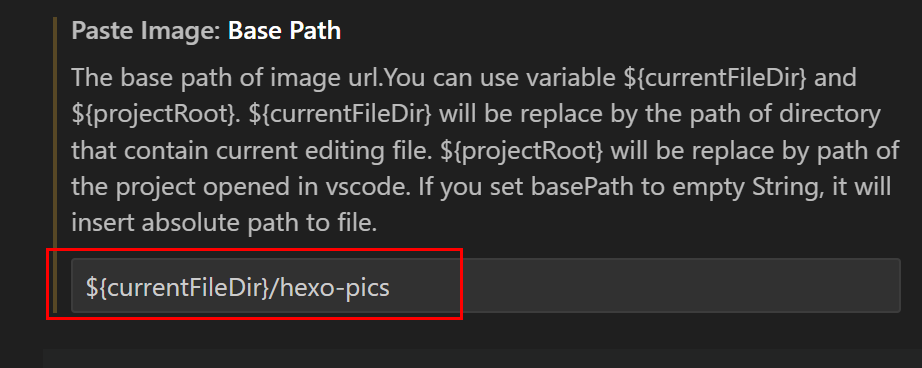 Paste Image: Base Path
The base path of image url.You can use variable ${currentFileDir} and
${projectRoot}. ${currentFileDir} will be replace by the path of directory
that contain current editing file. ${projectRoot} will be replace by path of
the project opened in vscode. If you set basePath to empty String, it will
insert absolute path to file.
${currentFileDir}/hexo-pics